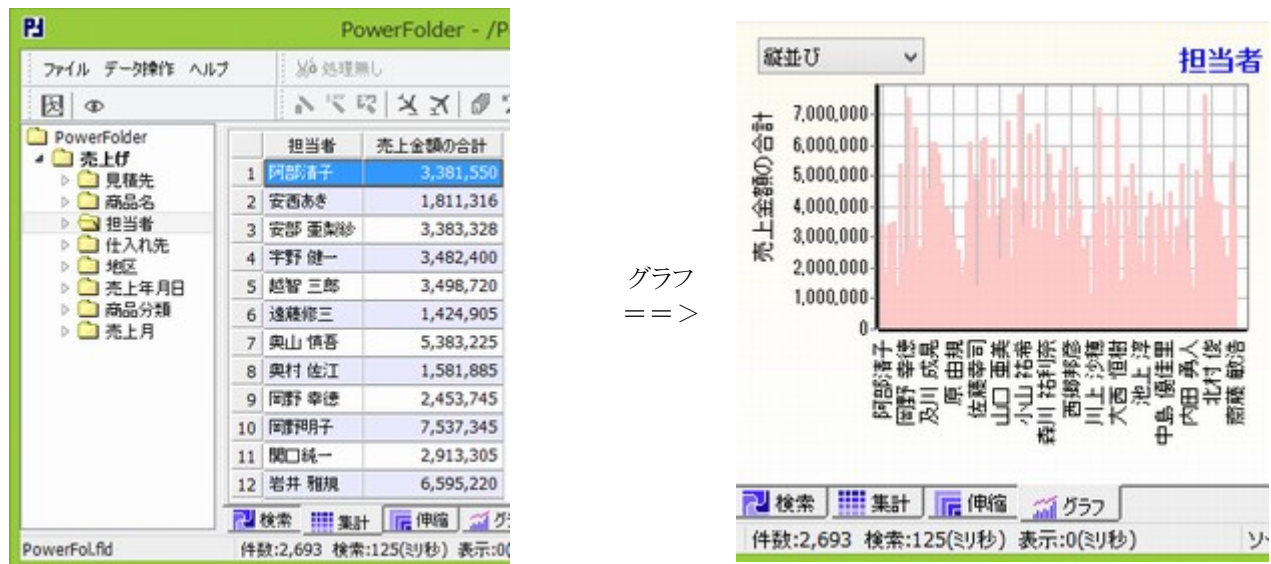 PowerFolder - /P
ファイル データ操作 ヘルプ
処理無し
PowerFolder
売上げ
見積先
商品名
担当者
仕入れ先
地区
売上年月日
商品分類
売上月
担当者 売上金額の合計
1 阿部清子 3,381,550
2 安西あき 1,811,316
3 安部 亜梨紗 3,383,328
4 宇野 健一 3,482,400
5 越智 三郎 3,498,720
6 遠藤修三 1,424,905
7 奥山 慎吾 5,383,225
8 奥村 佐江 1,581,885
9 岡野 幸徳 2,453,745
10 岡野明子 7,537,345
11 関口純一 2,913,305
12 岩井 雅規 6,595,220
検索 集計 伸縮 グ
PowerFol.fld 件数:2,693 検索:125(ミリ秒) 表示:0(
グラフ
==>
縦並び
担当者
売上金額の合計
7,000,000
6,000,000
5,000,000
4,000,000
3,000,000
2,000,000
1,000,000
0
阿部清子
岡野 幸徳
及川 成晃
原 由規
佐藤幸司
山口 亜美
小山 祐希
森川 祐利奈
西郷邦彦
川上 沙穂
大西 恒樹
池上 淳
中島 優佳里
内田 勇人
北村 俊
齋藤 敏浩
検索 集計 伸縮 グラフ
件数:2,693 検索:125(ミリ秒) 表示:0(ミリ秒) ソ